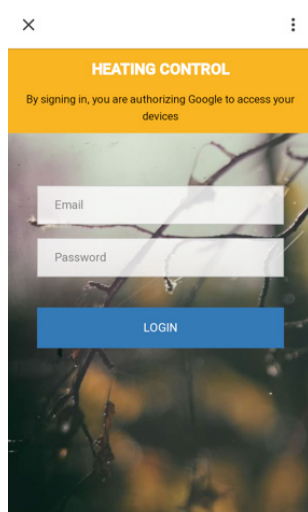 HEATING CONTROL
By signing in, you are authorizing Google to access your
devices
Email
Password
LOGIN